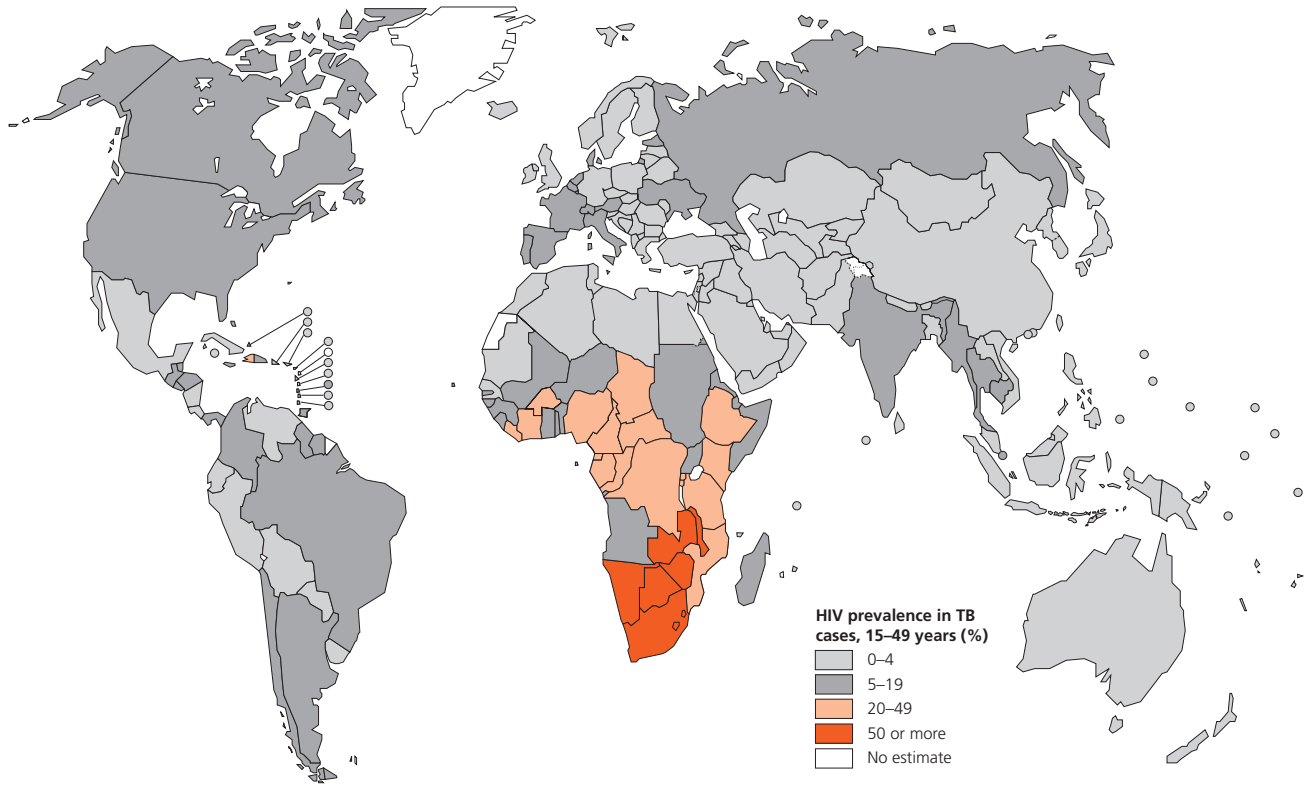 HIV prevalence in TB
cases, 15–49 years (%)
0–4
5–19
20–49
50 or more
No estimate